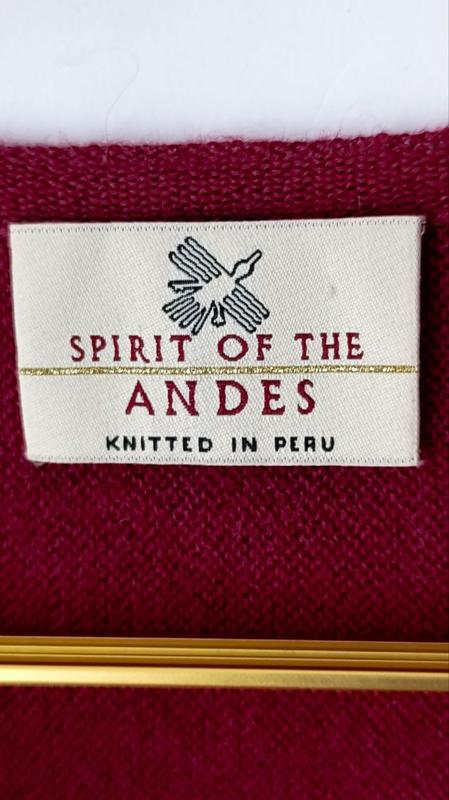 SPIRIT OF THE
ANDES
KNITTED IN PERU